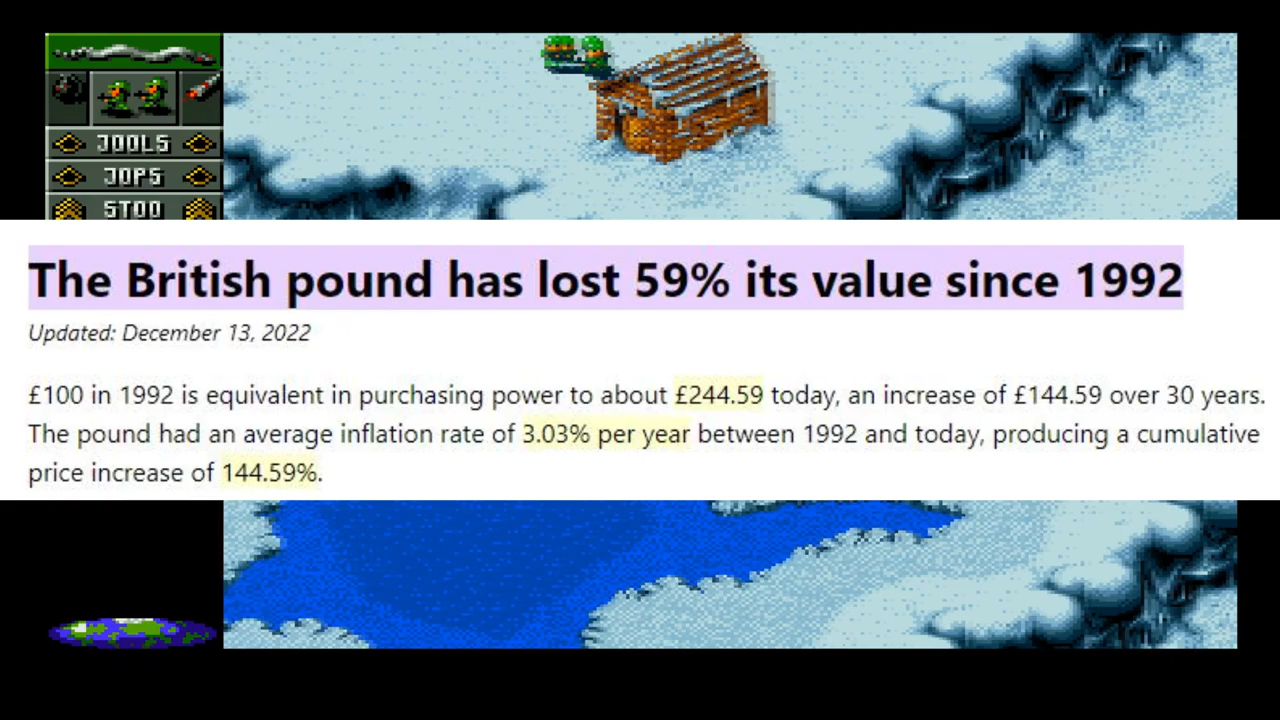 JOOLS
JOPS
STOO
The British pound has lost 59% its value since 1992
Updated: December 13, 2022
£100 in 1992 is equivalent in purchasing power to about £244.59 today, an increase of £144.59 over 30 years.
The pound had an average inflation rate of 3.03% per year between 1992 and today, producing a cumulative
price increase of 144.59%.